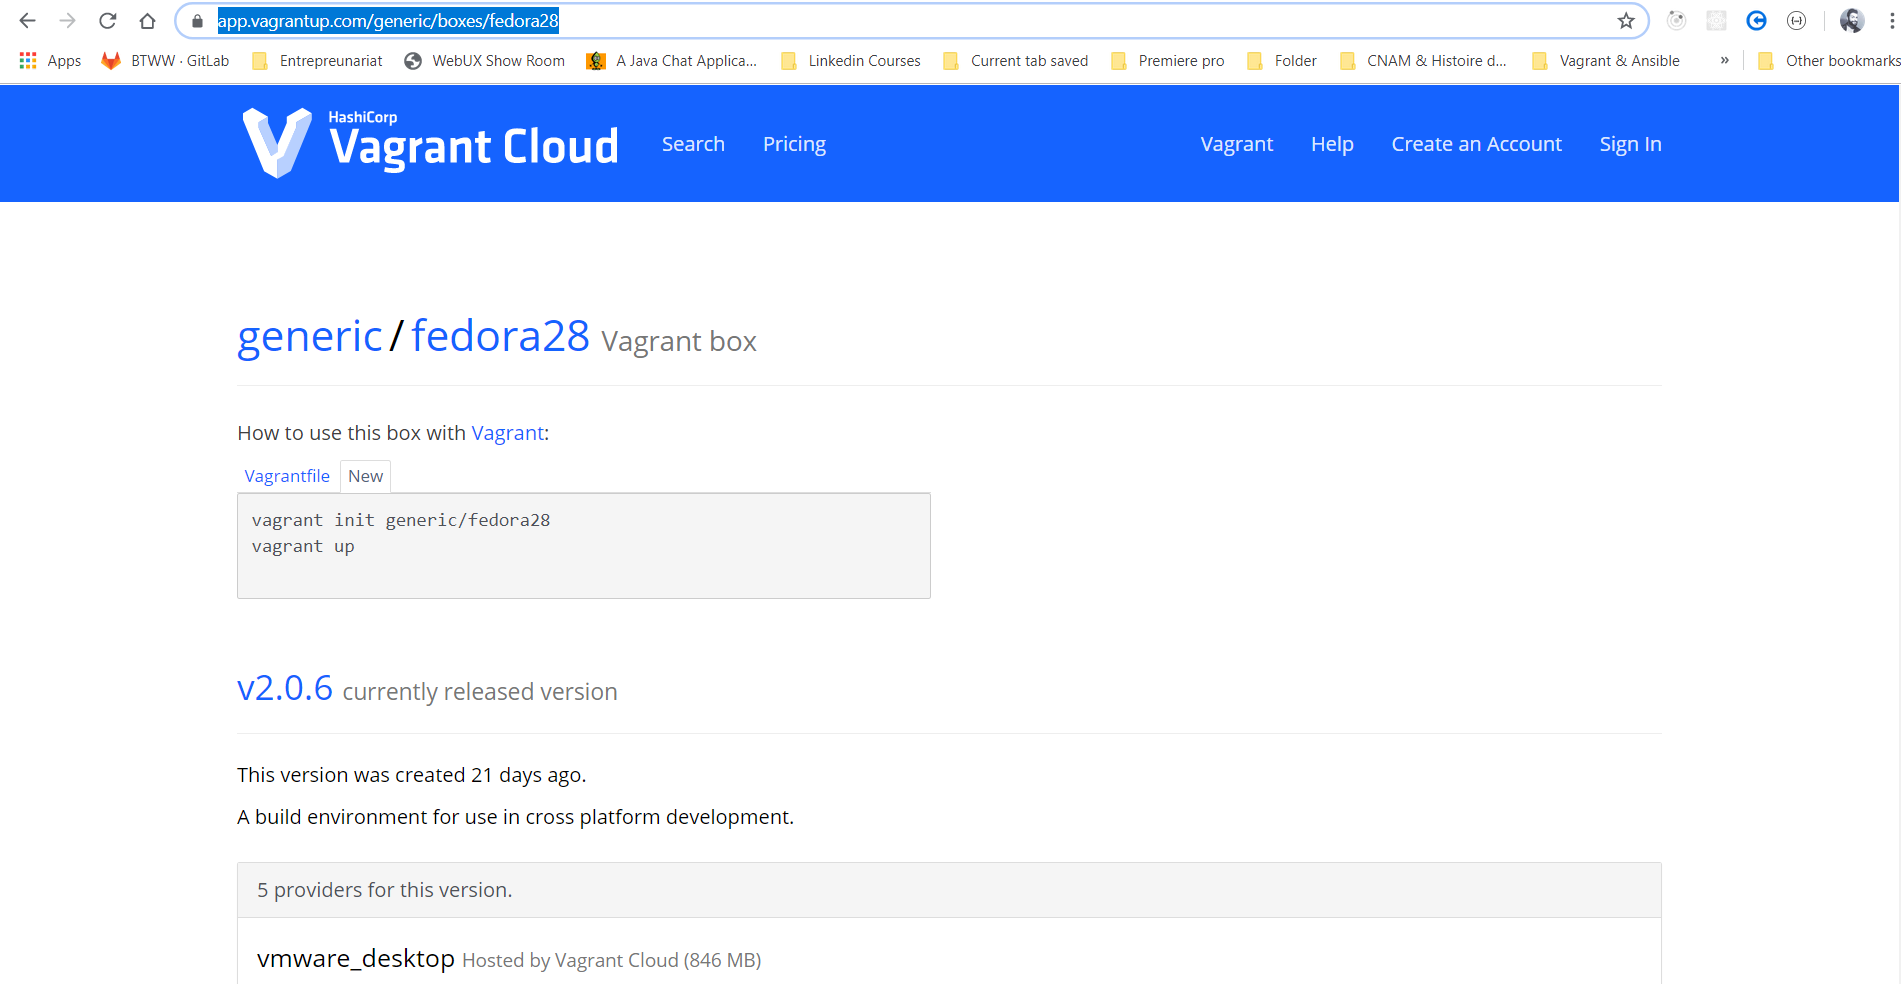 app.vagrantup.com/generic/boxes/fedora28
Apps BTWW · GitLab Entrepreunariat WebUX Show Room A Java Chat Applica... Linkedin Courses Current tab saved Premiere pro Folder CNAM & Histoire d... Vagrant & Ansible » Other bookmarks
HashiCorp
Vagrant Cloud Search Pricing Vagrant Help Create an Account Sign In
generic/fedora28 Vagrant box
How to use this box with Vagrant:
Vagrantfile New
vagrant init generic/fedora28
vagrant up
v2.0.6 currently released version
This version was created 21 days ago.
A build environment for use in cross platform development.
5 providers for this version.
vmware_desktop Hosted by Vagrant Cloud (846 MB)